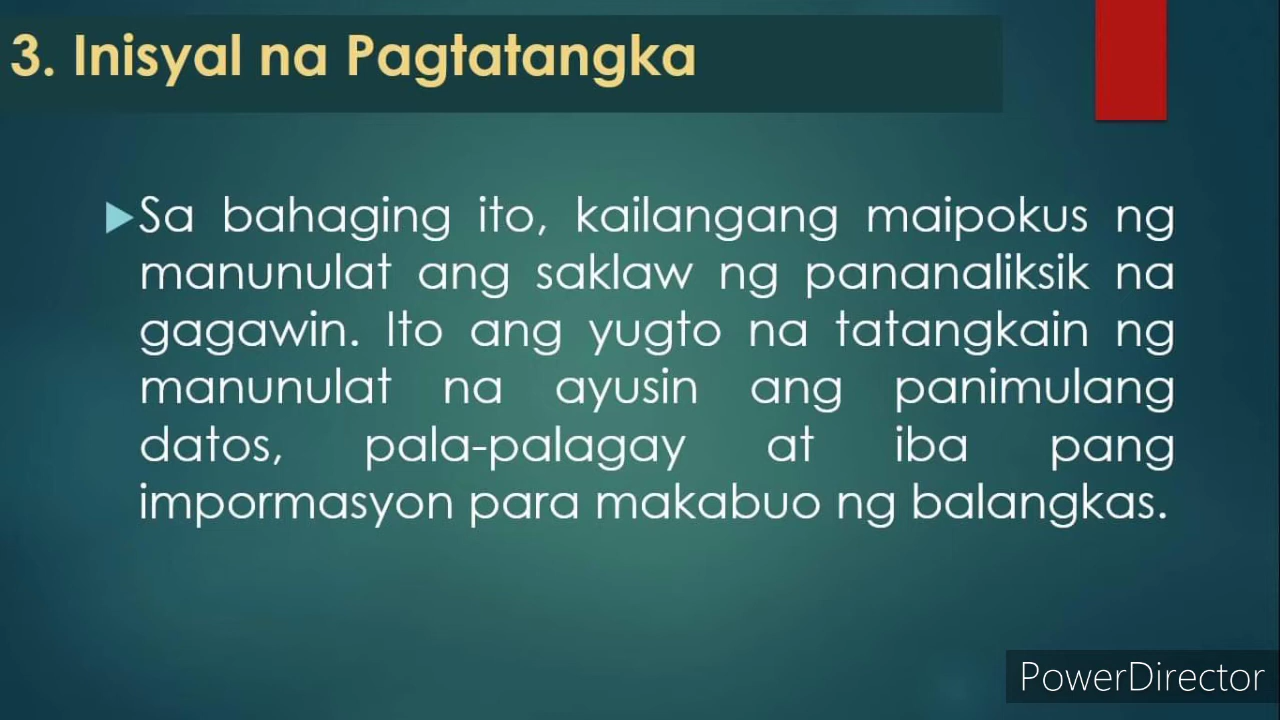 3. Inisyal na Pagtatangka
Sa bahaging ito, kailangang maipokus ng
manunulat ang saklaw ng pananaliksik na
gagawin. Ito ang yugto na tatangkain ng
manunulat na ayusin ang panimulang
datos, pala-palagay at iba pang
impormasyon para makabuo ng balangkas.
PowerDirector